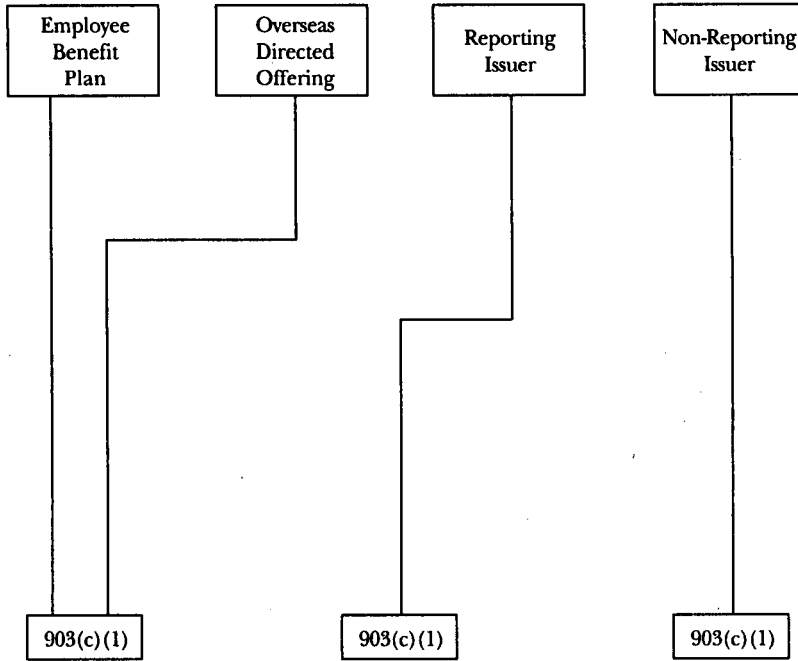 Employee
Benefit
Plan
Overseas
Directed
Offering
Reporting
Issuer
Non-Reporting
Issuer
903(c)(1)
903(c)(1)
903(c)(1)